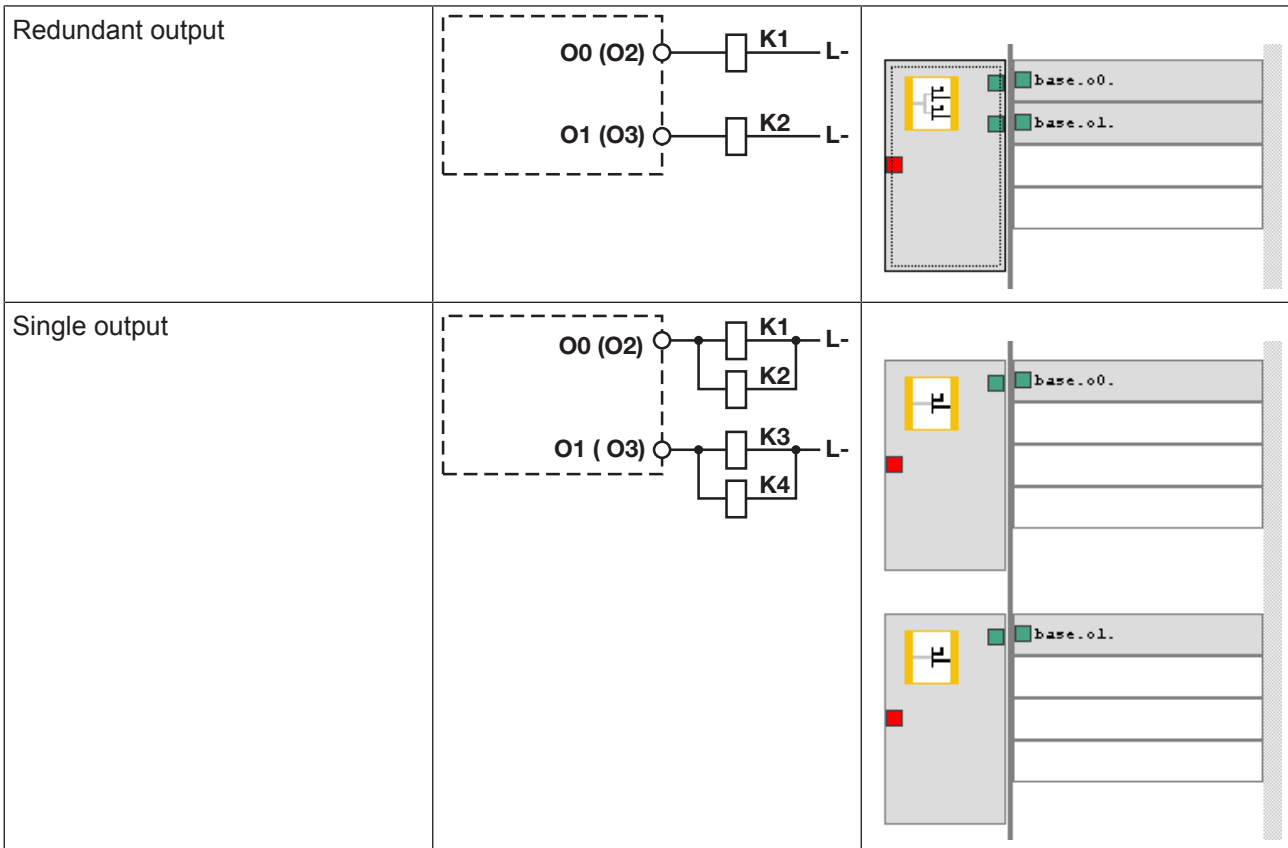 Redundant output
O0 (O2) K1 L-
O1 (O3) K2 L-
base.o0.
base.o1.
Single output
O0 (O2) K1 L-
K2
O1 ( O3) K3 L-
K4
base.o0.
base.o1.